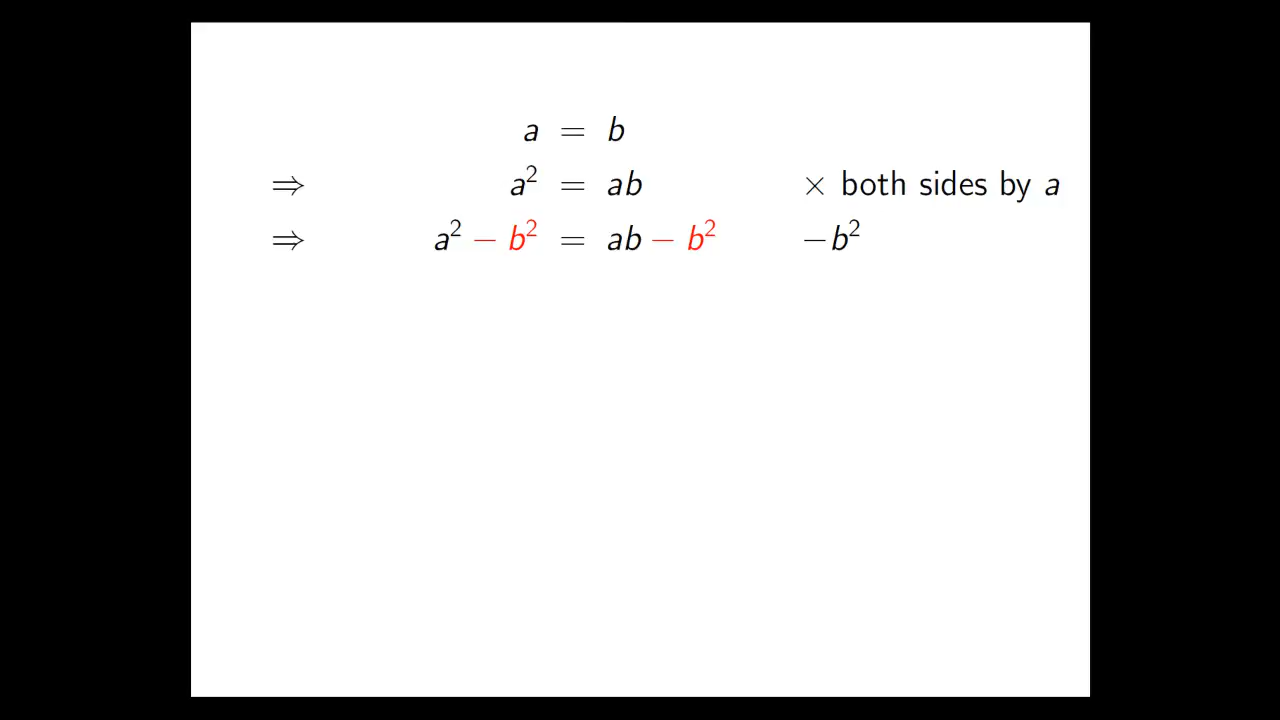 a = b
⇒ a² = ab × both sides by a
⇒ a² − b² = ab − b² −b²